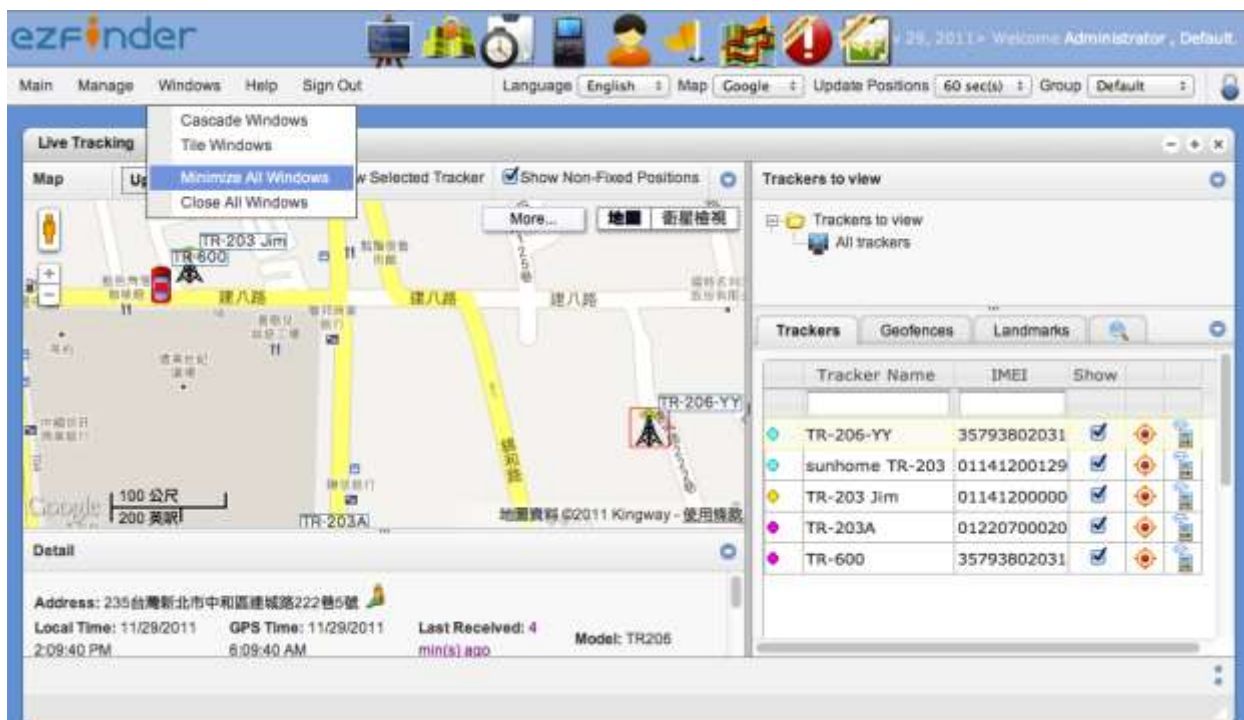 ezfinder
29, 2011» Welcome Administrator , Default.
Main Manage Windows Help Sign Out Language English Map Google Update Positions 60 sec(s) Group Default
Cascade Windows
Tile Windows
Minimize All Windows
Close All Windows
Live Tracking
Map Selected Tracker Show Non-Fixed Positions
More... 地圖 衛星檢視
TR-203 Jim
TR-600
建八路 建八路 建八路
TR-206-YY
Google
100 公尺
200 英呎
TR-203A
地圖資料 ©2011 Kingway - 使用條款
Trackers to view
Trackers to view
All trackers
Trackers Geofences Landmarks
Tracker Name IMEI Show
TR-206-YY 35793802031
sunhome TR-203 01141200129
TR-203 Jim 01141200000
TR-203A 01220700020
TR-600 35793802031
Detail
Address: 235台灣新北市中和區建城路222巷5號
Local Time: 11/29/2011 GPS Time: 11/29/2011 Last Received: 4 Model: TR206
2:09:40 PM 6:09:40 AM min(s) ago